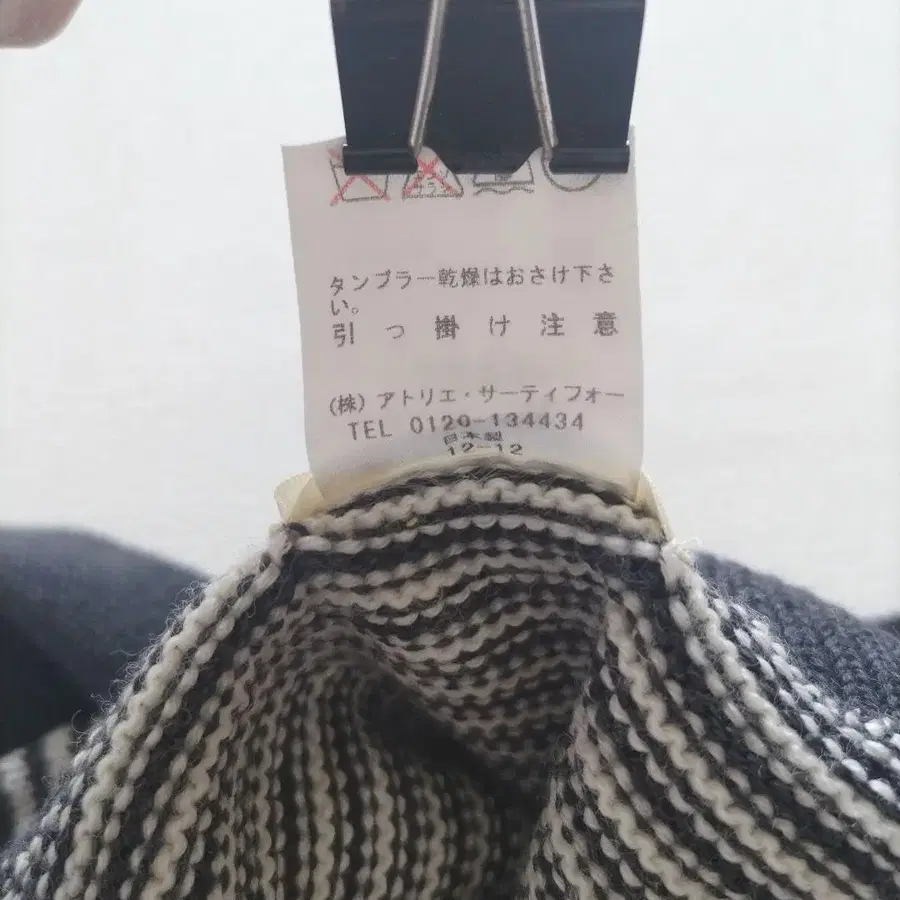 タンブラー乾燥はおさけ下さ
い。
引っ掛け注意
(株)アトリエ・サーティフォー
TEL 0120-134434
日本製
12-12